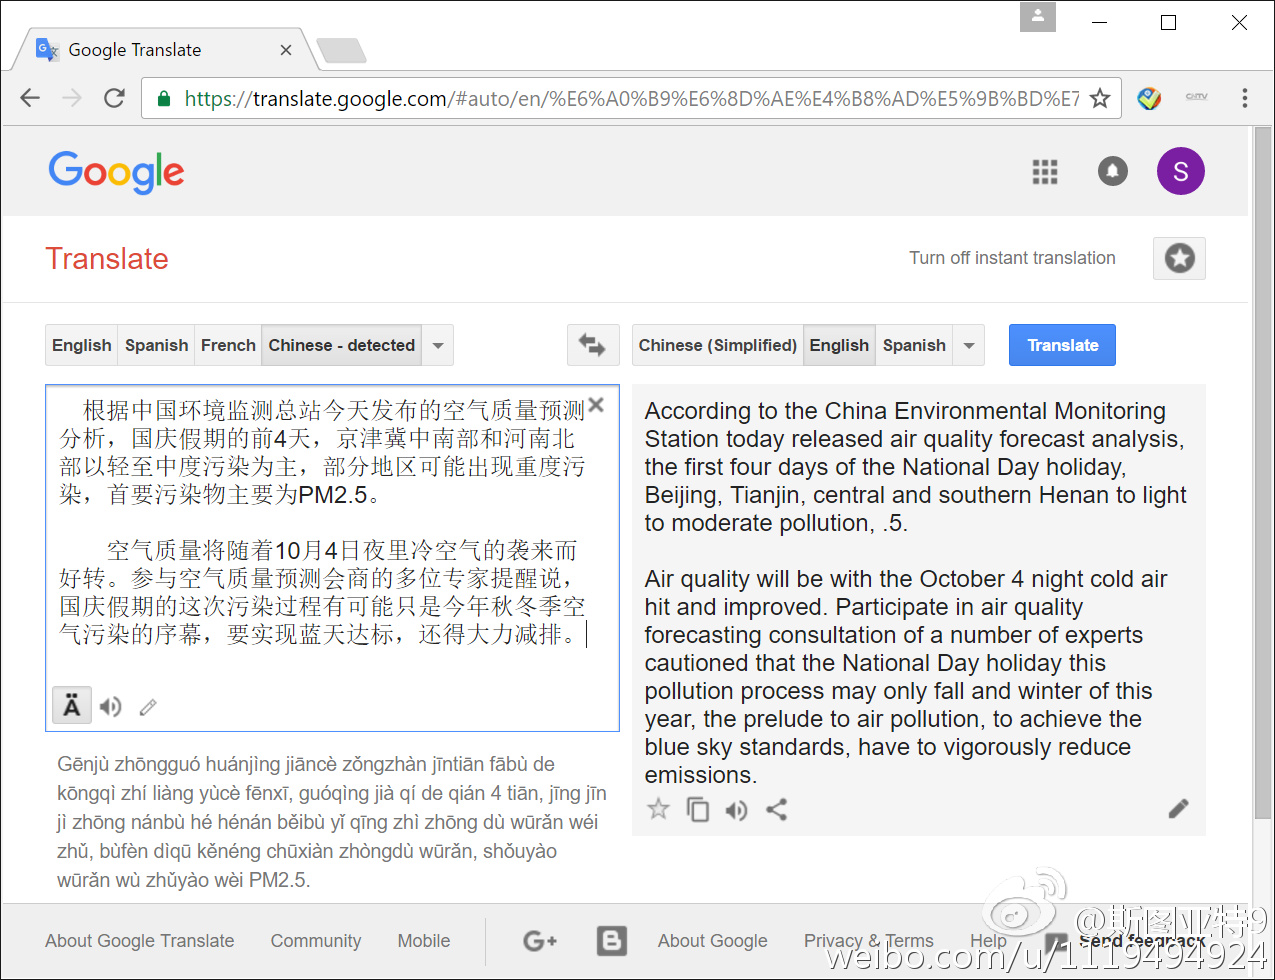 Google Translate
https://translate.google.com/#auto/en/%E6%A0%B9%E6%8D%AE%E4%B8%AD%E5%9B%BD%E7
CHTV
Google
S
Translate
Turn off instant translation
English Spanish French Chinese - detected
Chinese (Simplified) English Spanish
Translate
根据中国环境监测总站今天发布的空气质量预测
分析，国庆假期的前4天，京津冀中南部和河南北
部以轻至中度污染为主，部分地区可能出现重度污
染，首要污染物主要为PM2.5。
空气质量将随着10月4日夜里冷空气的袭来而
好转。参与空气质量预测会商的多位专家提醒说，
国庆假期的这次污染过程有可能只是今年秋冬季空
气污染的序幕，要实现蓝天达标，还得大力减排。
Ä
Gēnjù zhōngguó huánjìng jiāncè zǒngzhàn jīntiān fābù de
kōngqì zhí liàng yùcè fēnxī, guóqìng jià qí de qián 4 tiān, jīng jīn
jì zhōng nánbù hé hénán běibù yǐ qīng zhì zhōng dù wūrǎn wéi
zhǔ, bùfèn dìqū kěnéng chūxiàn zhòngdù wūrǎn, shǒuyào
wūrǎn wù zhǔyào wèi PM2.5.
According to the China Environmental Monitoring
Station today released air quality forecast analysis,
the first four days of the National Day holiday,
Beijing, Tianjin, central and southern Henan to light
to moderate pollution, .5.
Air quality will be with the October 4 night cold air
hit and improved. Participate in air quality
forecasting consultation of a number of experts
cautioned that the National Day holiday this
pollution process may only fall and winter of this
year, the prelude to air pollution, to achieve the
blue sky standards, have to vigorously reduce
emissions.
About Google Translate Community Mobile G+ B About Google Privacy & Terms Help Send feedback
@斯图亚特9
weibo.com/u/1119494924